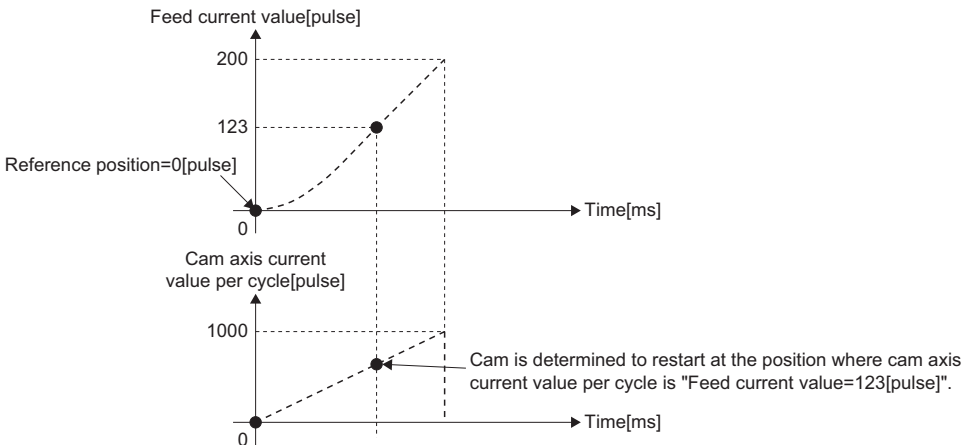 Feed current value[pulse]
200
123
Reference position=0[pulse]
0
Time[ms]
Cam axis current
value per cycle[pulse]
1000
Cam is determined to restart at the position where cam axis
current value per cycle is "Feed current value=123[pulse]".
0
Time[ms]